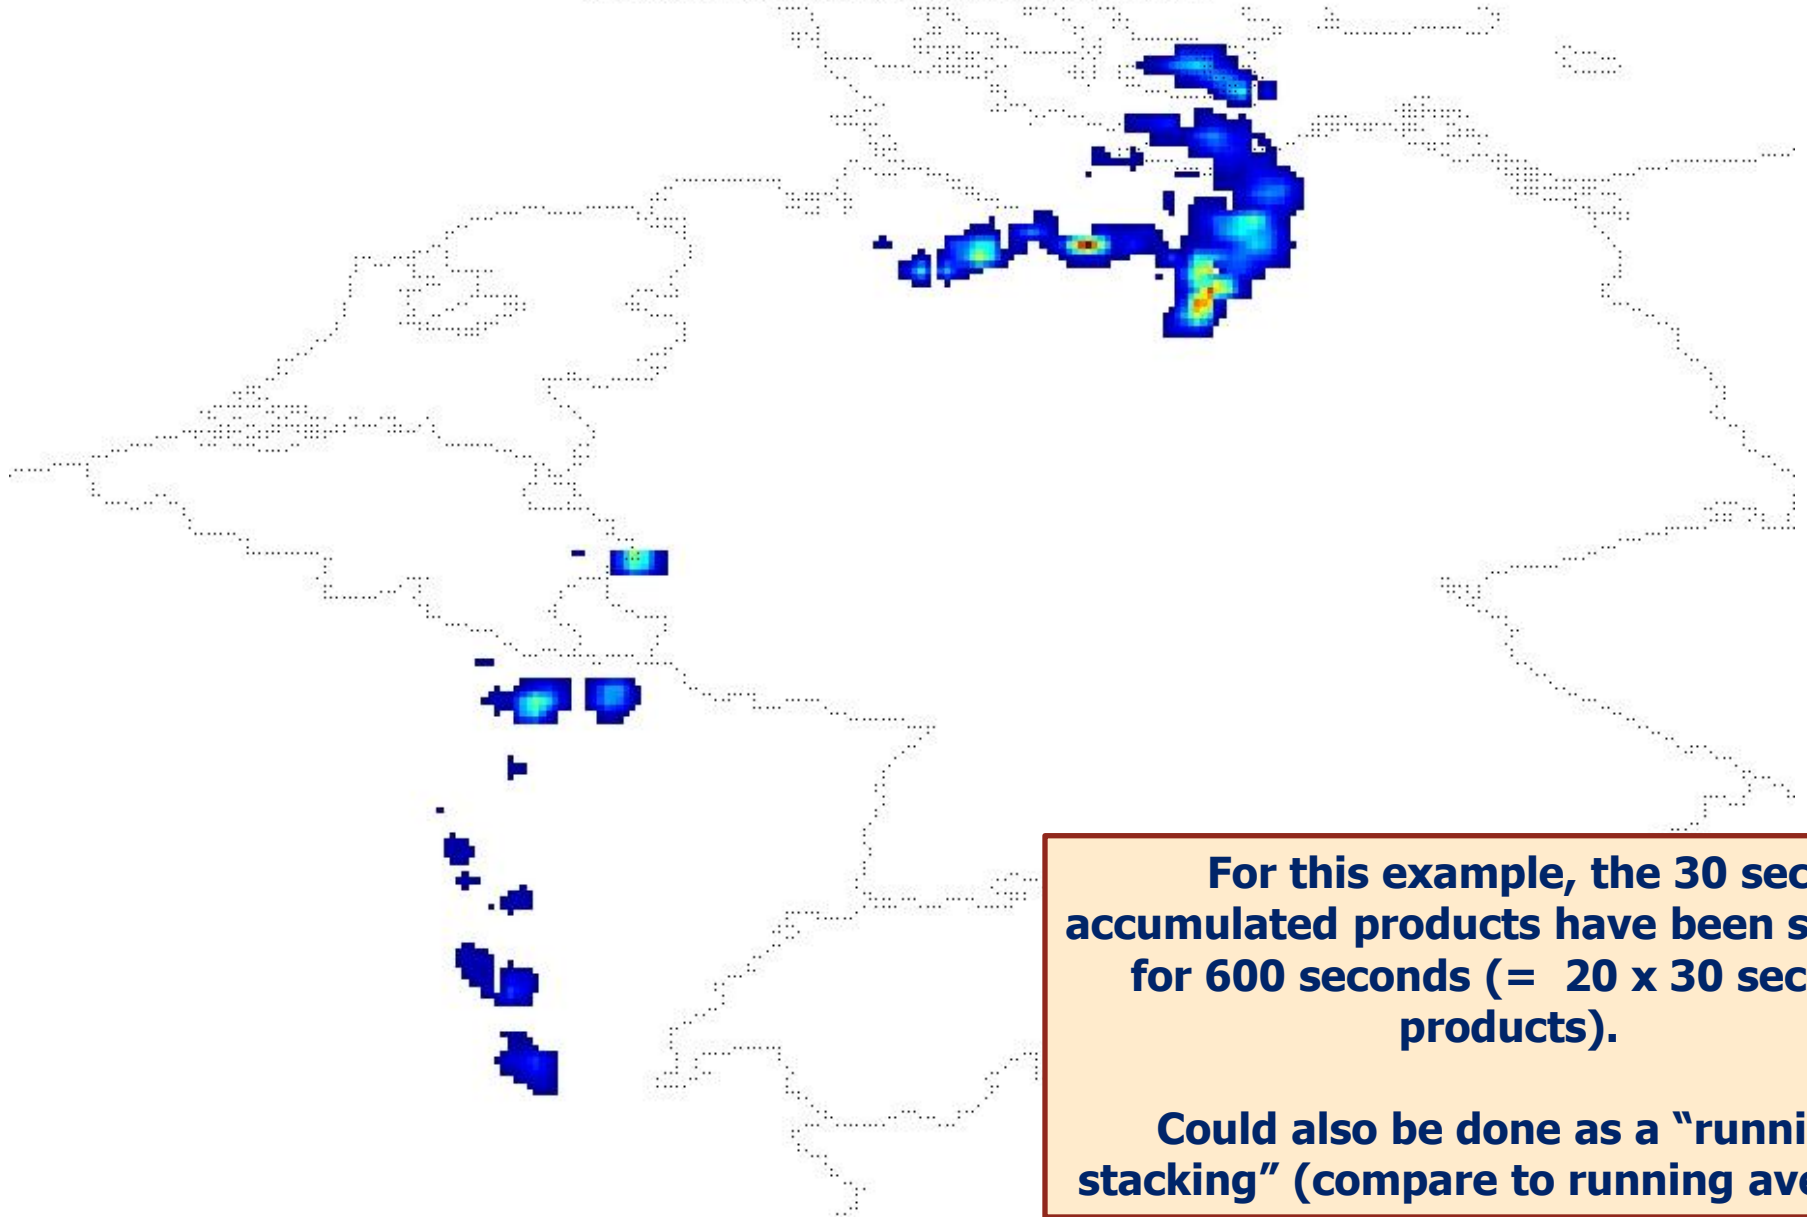 For this example, the 30 sec
accumulated products have been s
for 600 seconds (= 20 x 30 sec
products).
Could also be done as a “runni
stacking” (compare to running ave